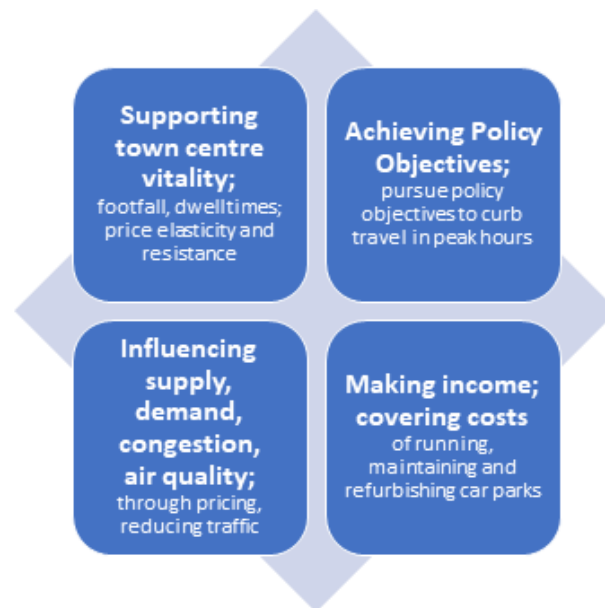 Supporting
town centre
vitality;
footfall, dwell times;
price elasticity and
resistance
Achieving Policy
Objectives;
pursue policy
objectives to curb
travel in peak hours
Influencing
supply,
demand,
congestion,
air quality;
through pricing,
reducing traffic
Making income;
covering costs
of running,
maintaining and
refurbishing car parks